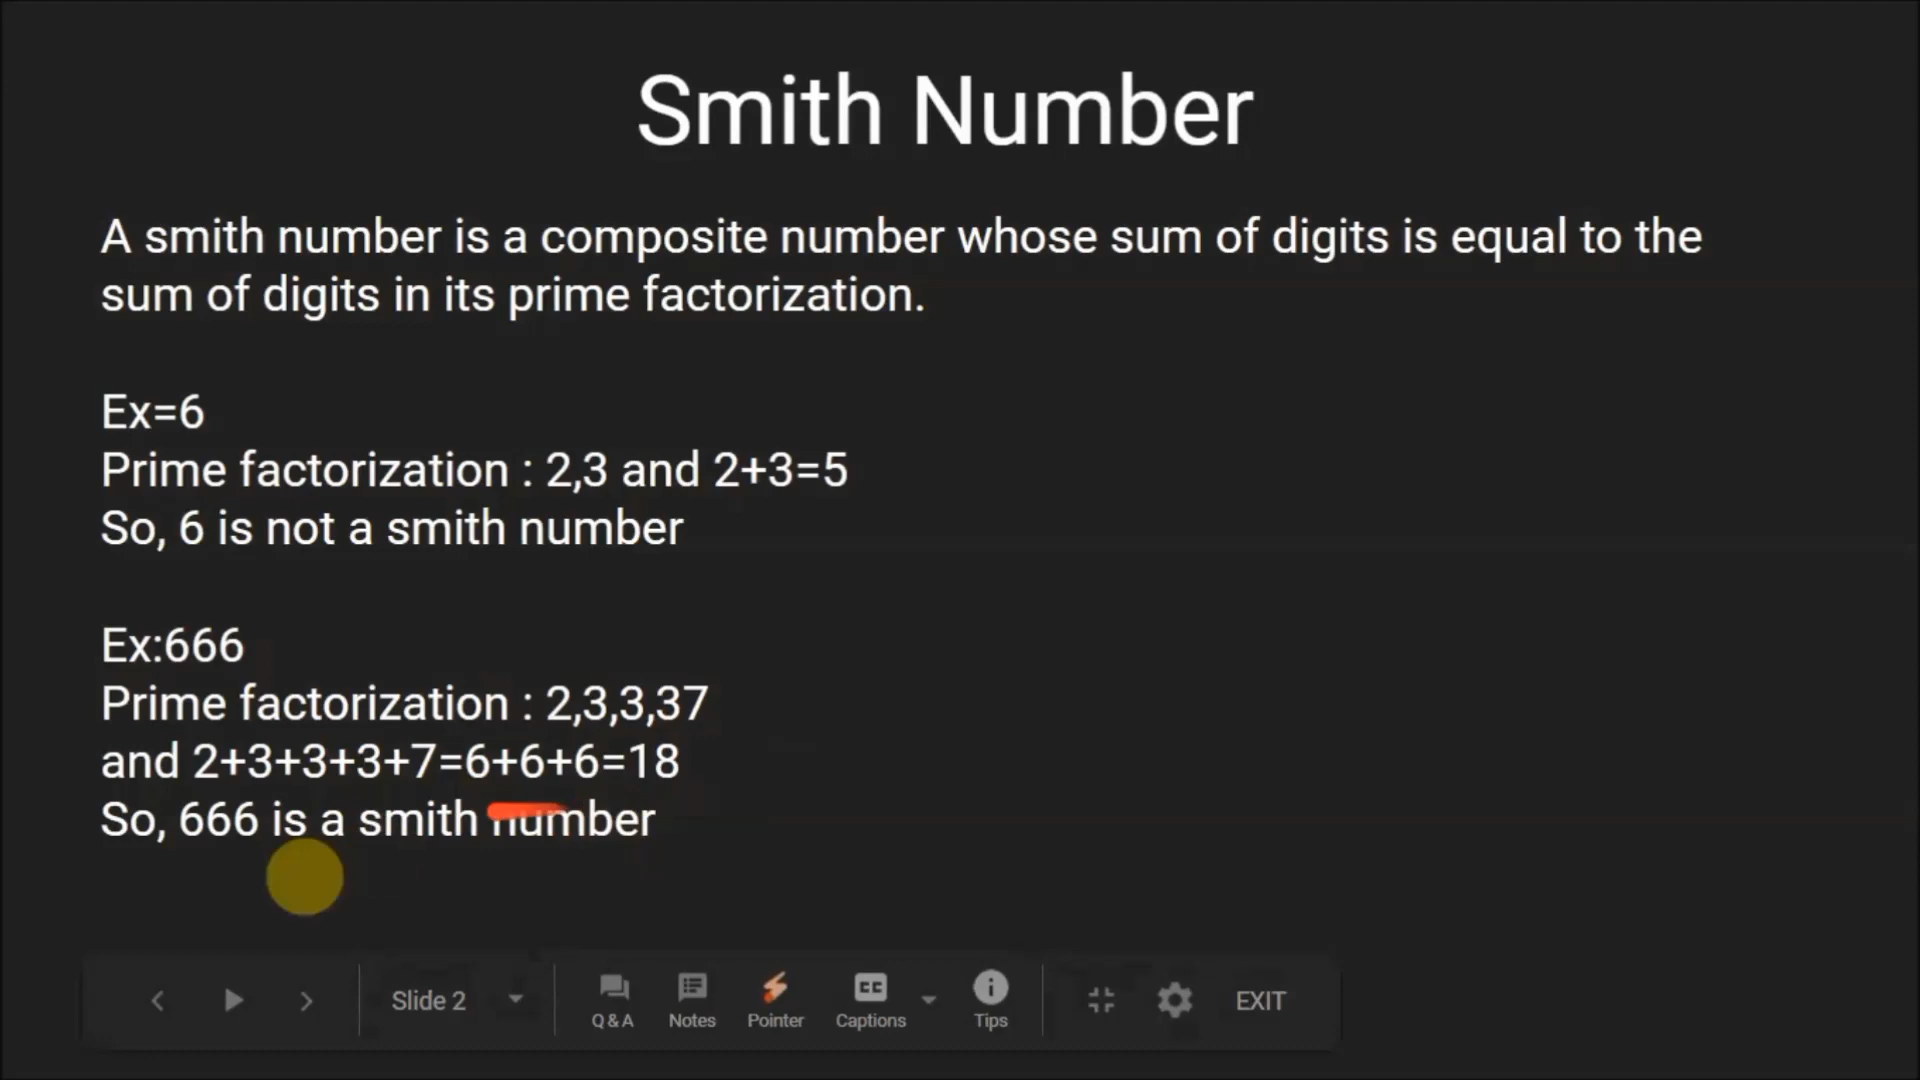 Smith Number
A smith number is a composite number whose sum of digits is equal to the
sum of digits in its prime factorization.
Ex=6
Prime factorization : 2,3 and 2+3=5
So, 6 is not a smith number
Ex:666
Prime factorization : 2,3,3,37
and 2+3+3+3+7=6+6+6=18
So, 666 is a smith number
Slide 2
Q & A
Notes
Pointer
CC
Captions
Tips
EXIT